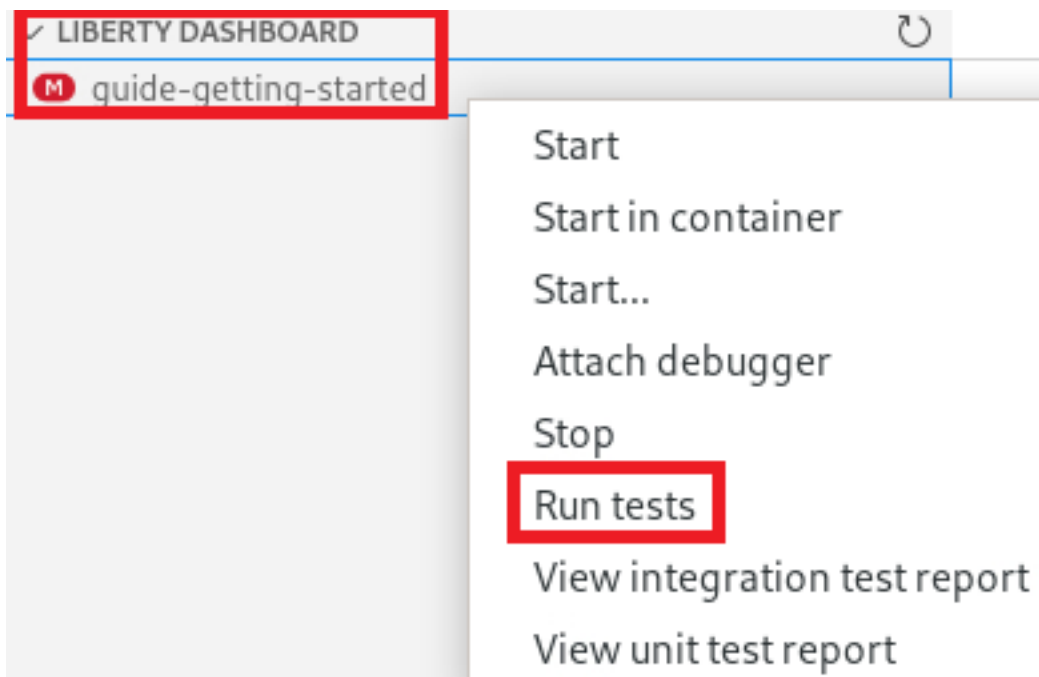 LIBERTY DASHBOARD
M guide-getting-started
Start
Start in container
Start...
Attach debugger
Stop
Run tests
View integration test report
View unit test report